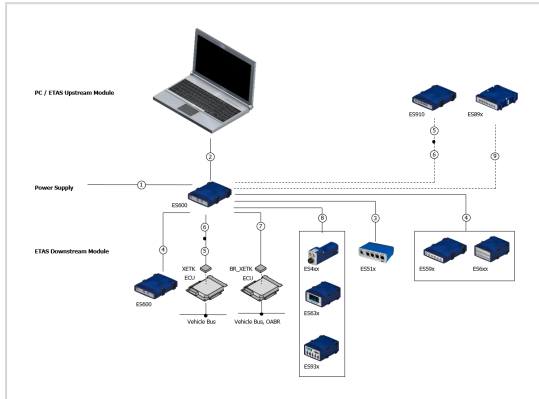 PC / ETAS Upstream Module
ES910
ES89x
5
2
6
9
Power Supply
1
ES600
ETAS Downstream Module
4
6
7
8
3
4
5
XETK
BR_XETK
ECU
ECU
ES4xx
ES51x
ES59x
ES6xx
ES600
ES63x
Vehicle Bus
Vehicle Bus, OABR
ES93x